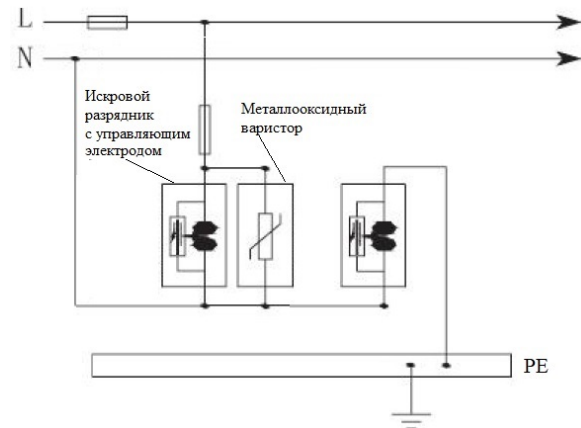 L
N
Искровой
разрядник
с управляющим
электродом
Металлооксидный
варистор
PE